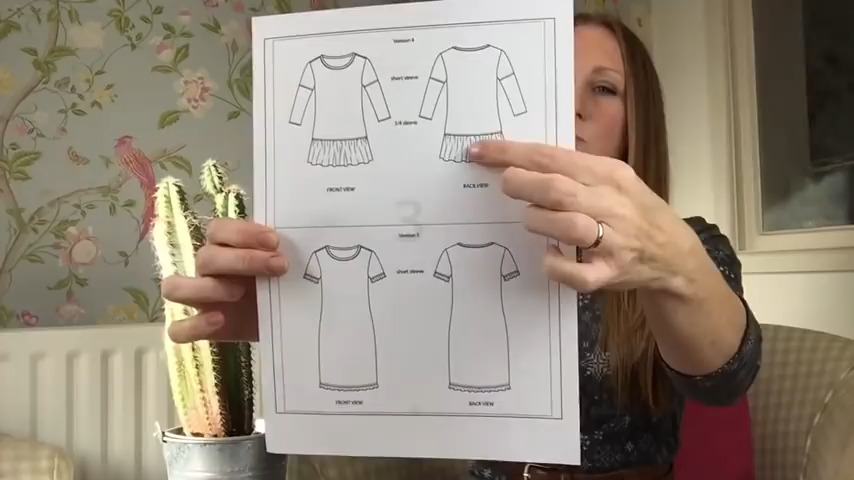 Version 4
short sleeve
3/4 sleeve
FRONT VIEW
BACK VIEW
3
Version 5
short sleeve
FRONT VIEW
BACK VIEW